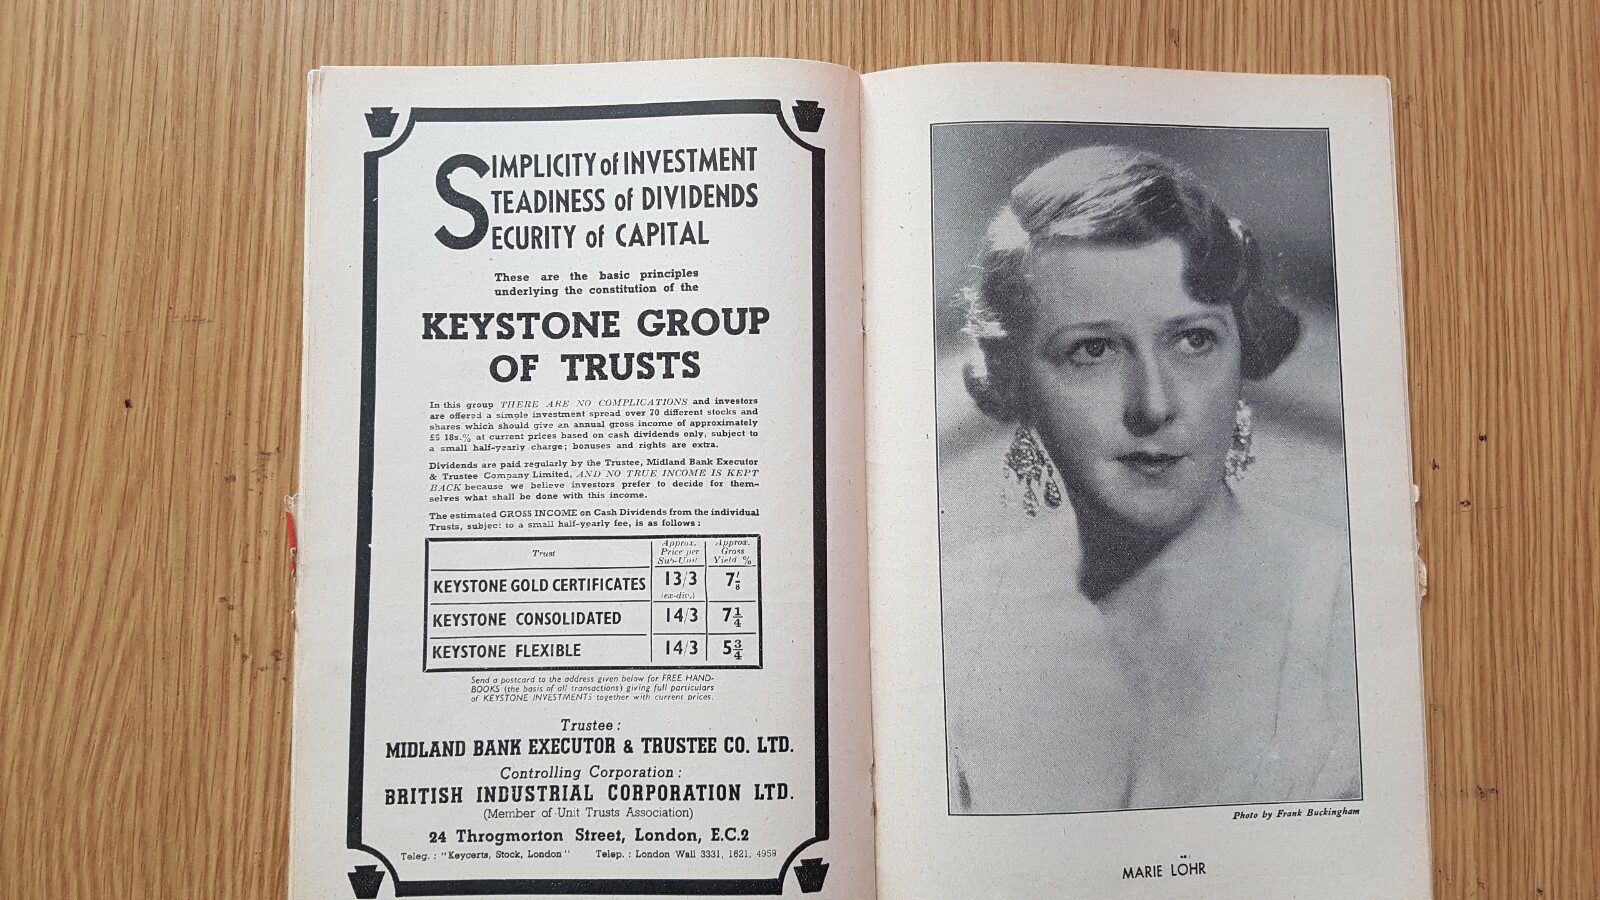 SIMPLICITY of INVESTMENT
STEADINESS of DIVIDENDS
SECURITY of CAPITAL
These are the basic principles
underlying the constitution of the
KEYSTONE GROUP
OF TRUSTS
In this group THERE ARE NO COMPLICATIONS and investors
are offered a simple investment spread over 70 different stocks and
shares which should give an annual gross income of approximately
18s.% at current prices based on cash dividends only, subject to
a small half-yearly charge; bonuses and rights are extra.
Dividends are paid regularly by the Trustee, Midland Bank Executor
& Trustee Company Limited, AND NO TRUE INCOME IS KEPT
BACK because we believe investors prefer to decide for them-
selves what shall be done with this income.
The estimated GROSS INCOME on Cash Dividends from the individual
Trusts, subject to a small half-yearly fee, is as follows :
Trust Approx. Price per Sub-Unit Approx. Gross Yield %
KEYSTONE GOLD CERTIFICATES 13/3 (ex-div.) 7⅞
KEYSTONE CONSOLIDATED 14/3 7¼
KEYSTONE FLEXIBLE 14/3 5¾
Send a postcard to the address given below for FREE HAND-
BOOKS (the basis of all transactions) giving full particulars
of KEYSTONE INVESTMENTS together with current prices.
Trustee :
MIDLAND BANK EXECUTOR & TRUSTEE CO. LTD.
Controlling Corporation :
BRITISH INDUSTRIAL CORPORATION LTD.
(Member of Unit Trusts Association)
24 Throgmorton Street, London, E.C.2
Teleg. : "Keycerts, Stock, London" Telep. : London Wall 3331, 1621, 4959
Photo by Frank Buckingham
MARIE LÖHR